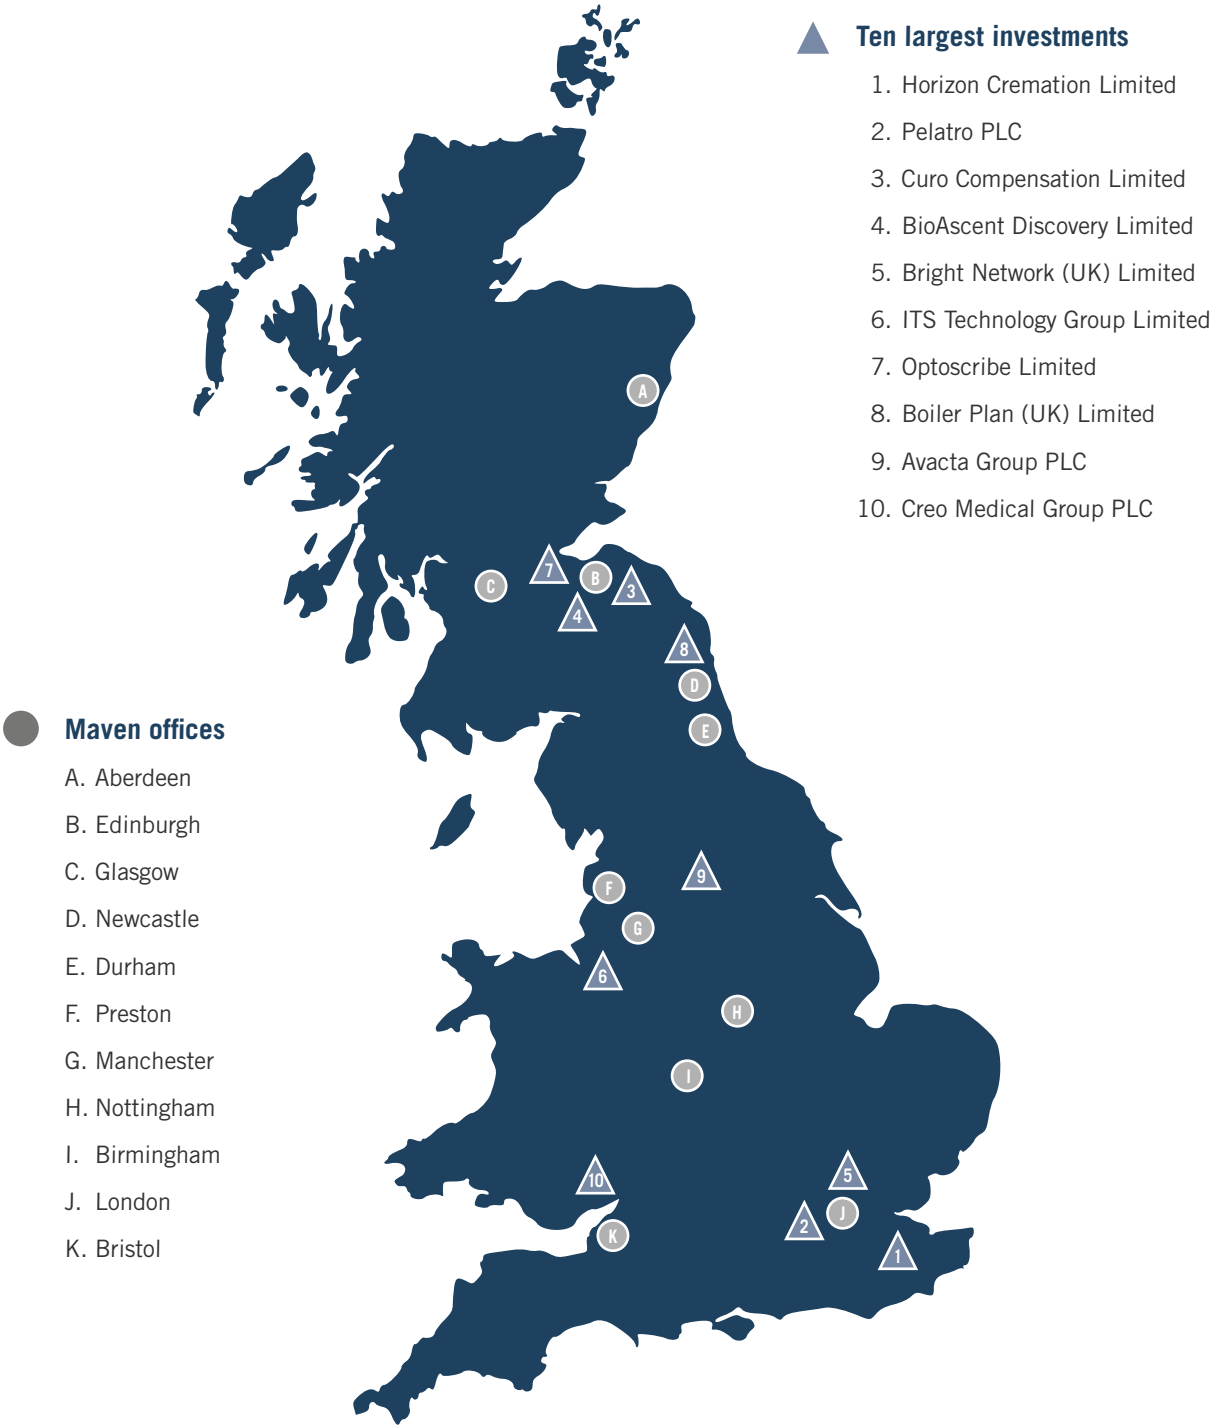 Ten largest investments
1. Horizon Cremation Limited
2. Pelatro PLC
3. Curo Compensation Limited
4. BioAscent Discovery Limited
5. Bright Network (UK) Limited
6. ITS Technology Group Limited
7. Optoscribe Limited
8. Boiler Plan (UK) Limited
9. Avacta Group PLC
10. Creo Medical Group PLC
A
7
B
C
3
4
8
D
E
Maven offices
A. Aberdeen
B. Edinburgh
C. Glasgow
D. Newcastle
E. Durham
F. Preston
G. Manchester
H. Nottingham
I. Birmingham
J. London
K. Bristol
9
F
G
6
H
I
10
5
J
2
K
1